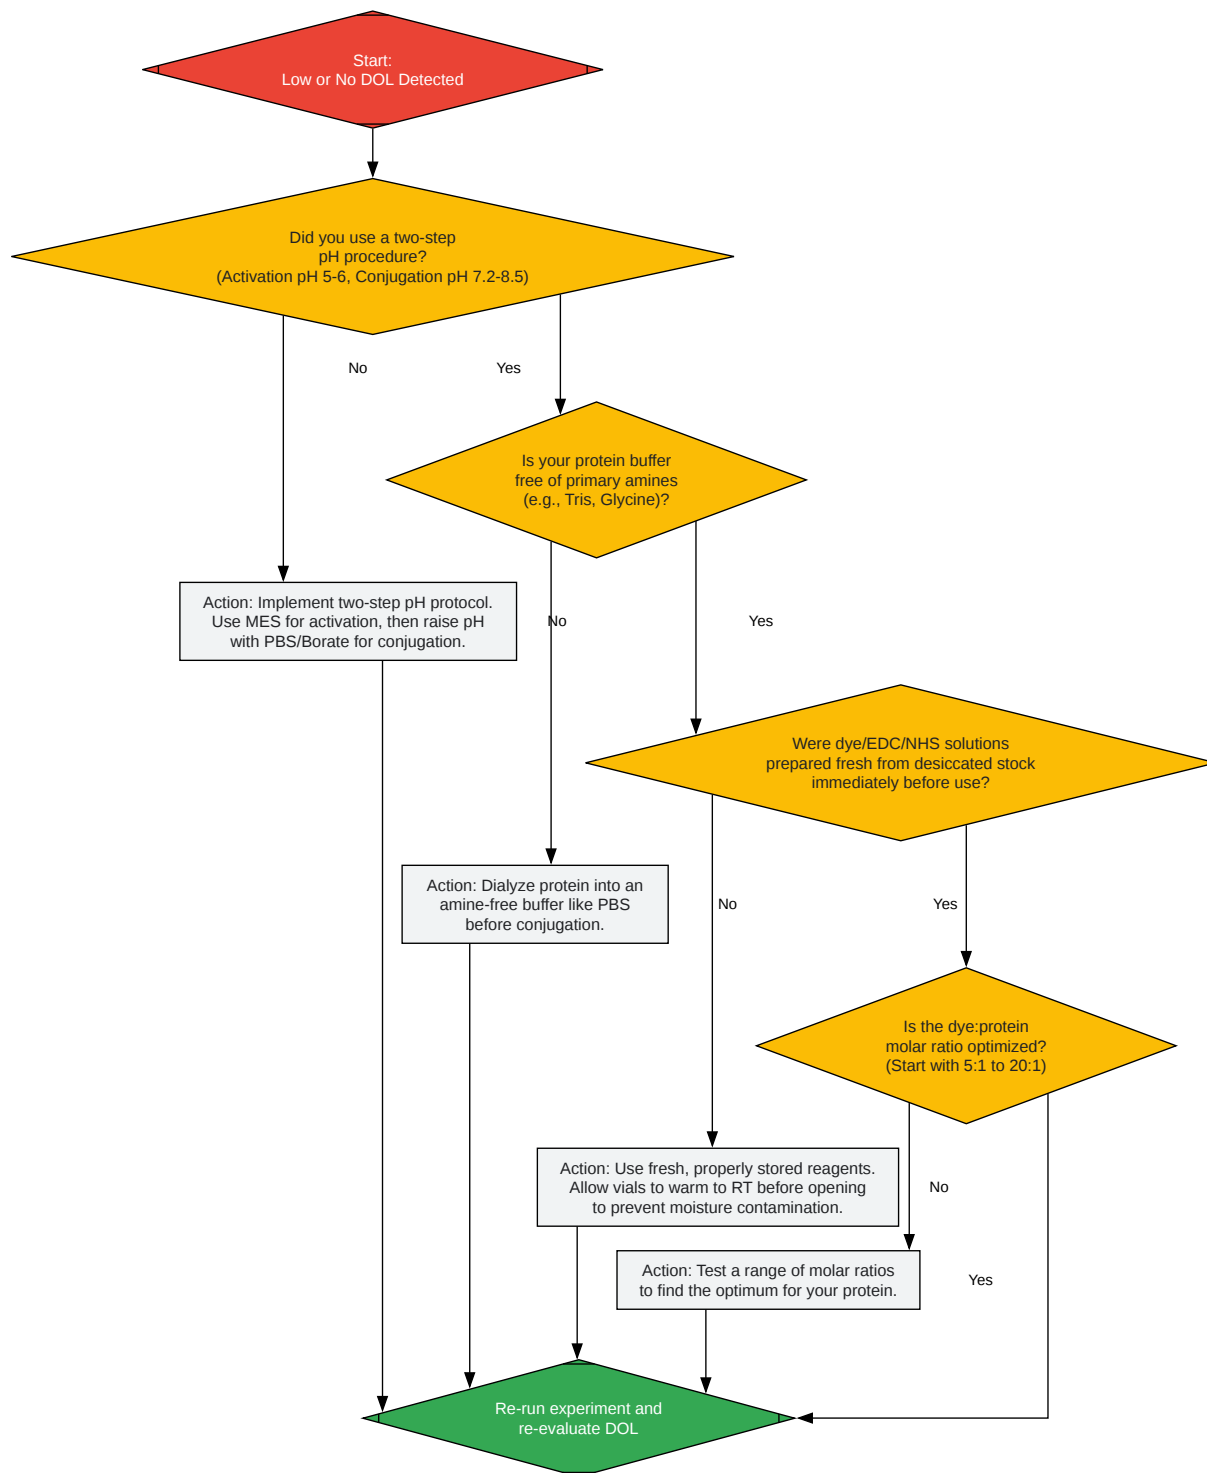 Start:
Low or No DOL Detected
Did you use a two-step
pH procedure?
(Activation pH 5-6, Conjugation pH 7.2-8.5)
No
Yes
Is your protein buffer
free of primary amines
(e.g., Tris, Glycine)?
Action: Implement two-step pH protocol.
Use MES for activation, then raise pH
with PBS/Borate for conjugation.
No
Yes
Were dye/EDC/NHS solutions
prepared fresh from desiccated stock
immediately before use?
Action: Dialyze protein into an
amine-free buffer like PBS
before conjugation.
No
Yes
Is the dye:protein
molar ratio optimized?
(Start with 5:1 to 20:1)
Action: Use fresh, properly stored reagents.
Allow vials to warm to RT before opening
to prevent moisture contamination.
No
Action: Test a range of molar ratios
to find the optimum for your protein.
Yes
Re-run experiment and
re-evaluate DOL